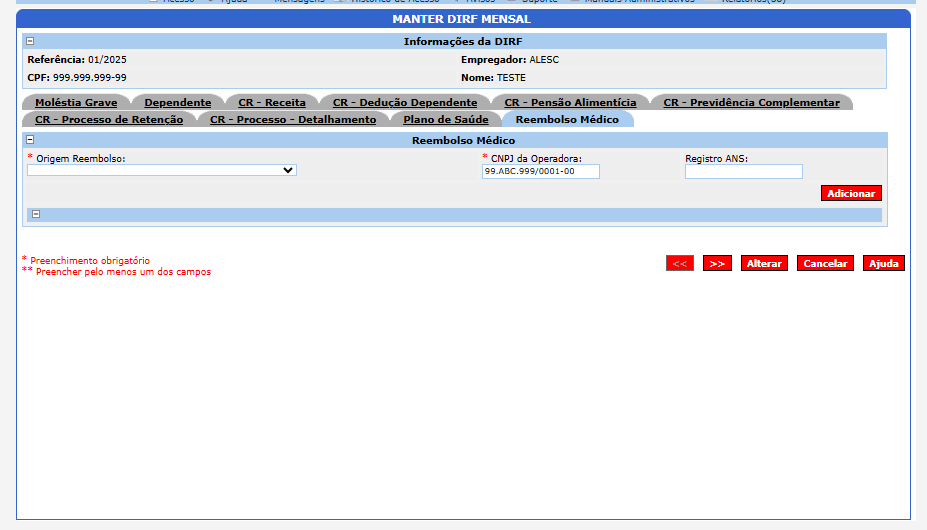 Acesso Ajuda Mensagens Histórico de Acesso Avisos Suporte Manuais Administrativos Relatórios(30)
MANTER DIRF MENSAL
Informações da DIRF
Referência: 01/2025 Empregador: ALESC
CPF: 999.999.999-99 Nome: TESTE
Moléstia Grave Dependente CR - Receita CR - Dedução Dependente CR - Pensão Alimentícia CR - Previdência Complementar
CR - Processo de Retenção CR - Processo - Detalhamento Plano de Saúde Reembolso Médico
Reembolso Médico
* Origem Reembolso: * CNPJ da Operadora: Registro ANS:
99.ABC.999/0001-00
Adicionar
* Preenchimento obrigatório
** Preencher pelo menos um dos campos
<< >> Alterar Cancelar Ajuda